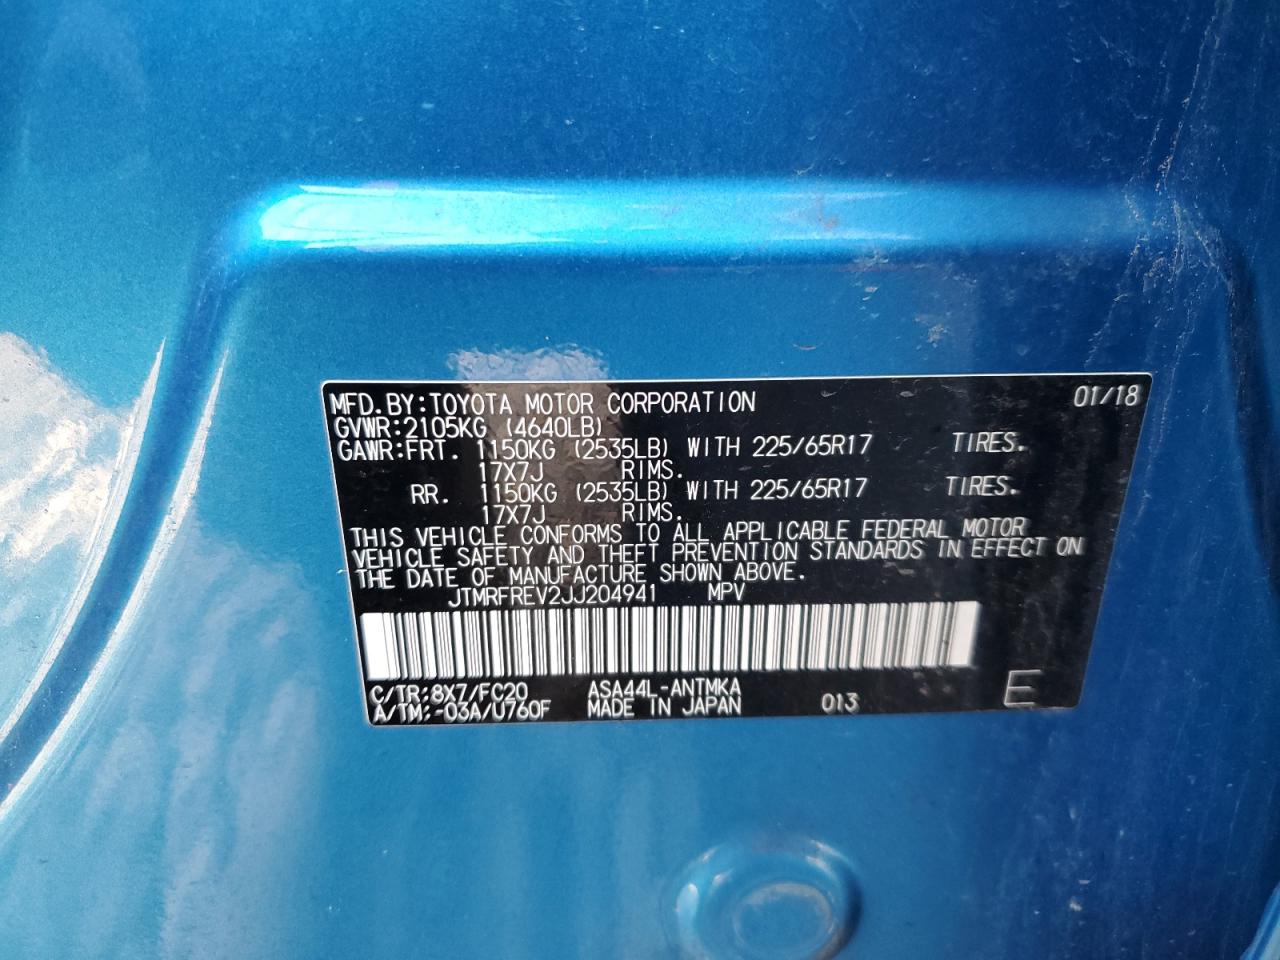 MFD.BY:TOYOTA MOTOR CORPORATION 01/18
GVWR:2105KG (4640LB)
GAWR:FRT. 1150KG (2535LB) WITH 225/65R17 TIRES.
17X7J RIMS.
RR. 1150KG (2535LB) WITH 225/65R17 TIRES.
17X7J RIMS.
THIS VEHICLE CONFORMS TO ALL APPLICABLE FEDERAL MOTOR
VEHICLE SAFETY AND THEFT PREVENTION STANDARDS IN EFFECT ON
THE DATE OF MANUFACTURE SHOWN ABOVE.
JTMRFREV2JJ204941 MPV
C/TR:8X7/FC20 ASA44L-ANTMKA
A/TM:-03A/U760F MADE IN JAPAN 013 E